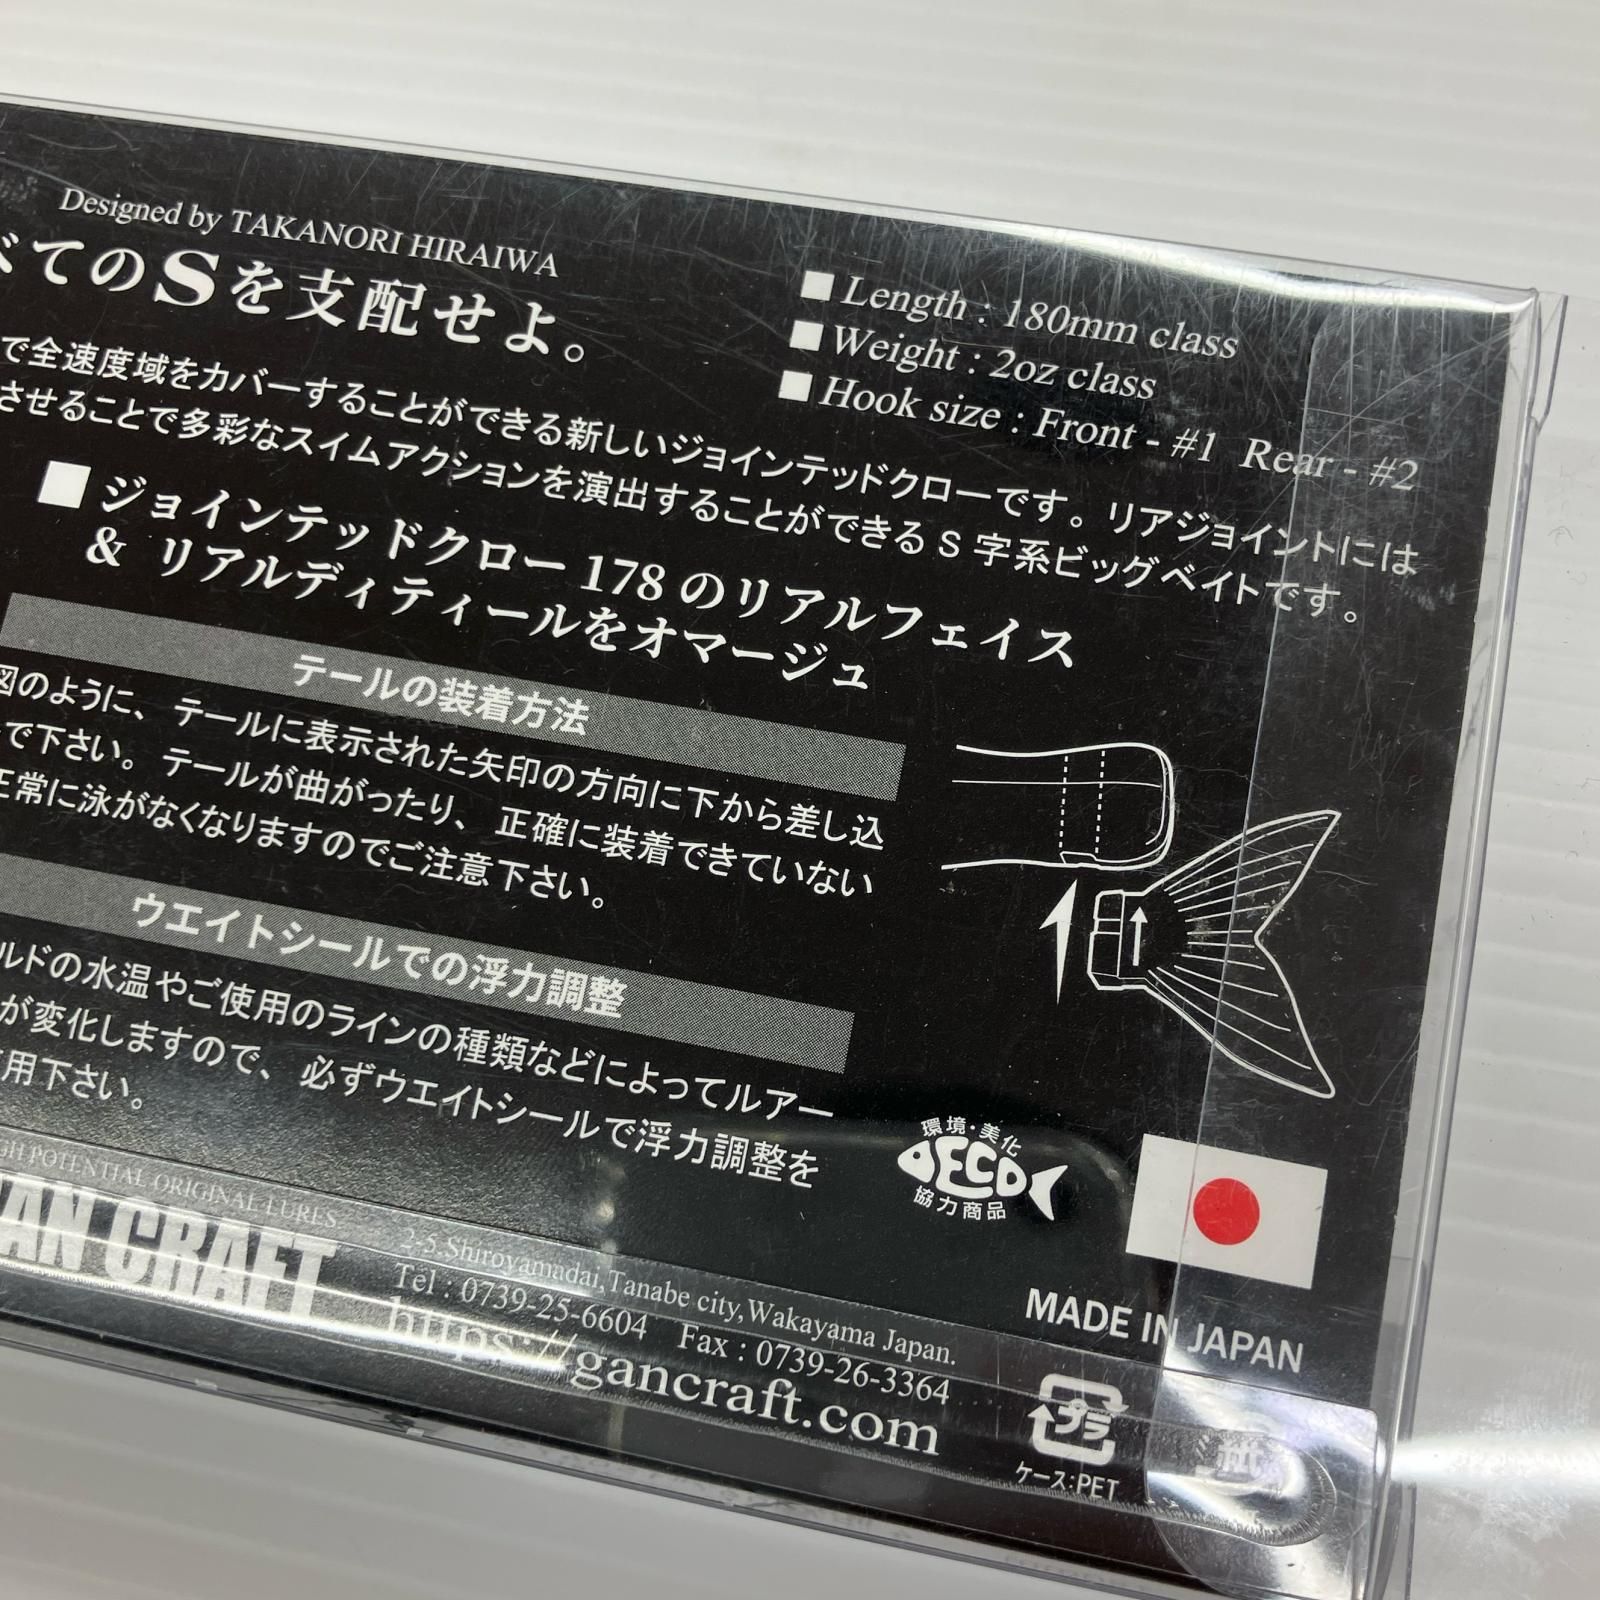 Designed by TAKANORI HIRAIWA
べてのSを支配せよ。
■ Length : 180mm class
■ Weight : 2oz class
■ Hook size : Front - #1 Rear - #2
で全速度域をカバーすることができる新しいジョインテッドクローです。リアジョイントには
させることで多彩なスイムアクションを演出することができるS字系ビッグベイトです。
■ ジョインテッドクロー178のリアルフェイス
& リアルディティールをオマージュ
テールの装着方法
図のように、テールに表示された矢印の方向に下から差し込
で下さい。テールが曲がったり、正確に装着できていない
正常に泳がなくなりますのでご注意下さい。
ウエイトシールでの浮力調整
ルドの水温やご使用のラインの種類などによってルアー
が変化しますので、必ずウエイトシールで浮力調整を
用下さい。
環境・美化
ECO
協力商品
POTENTIAL ORIGINAL LURES
AN CRAFT
2-5,Shiroyamadai,Tanabe city,Wakayama Japan.
Tel : 0739-25-6604 Fax : 0739-26-3364
https://gancraft.com
MADE IN JAPAN
プラ
ケース:PET
紙